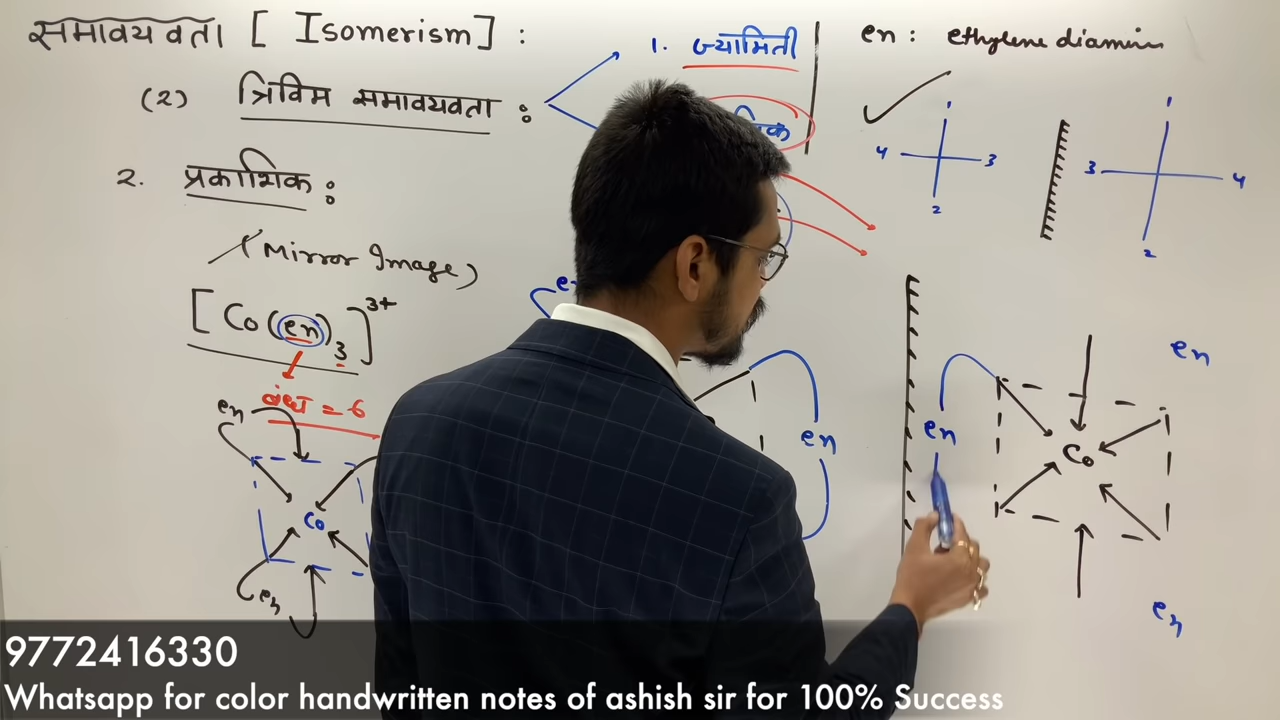 समावयवता [ Isomerism ] :
(2) त्रिविम समावयवता :
1. ज्यामिती
2. प्रकाशिक :
(Mirror Image)
[ Co(en)3 ]3+
संख्या = 6
en
Co
en
en
en : ethylene diamin
1
4 3
2
1
3 4
2
en
en
Co
en
en
9772416330
Whatsapp for color handwritten notes of ashish sir for 100% Success